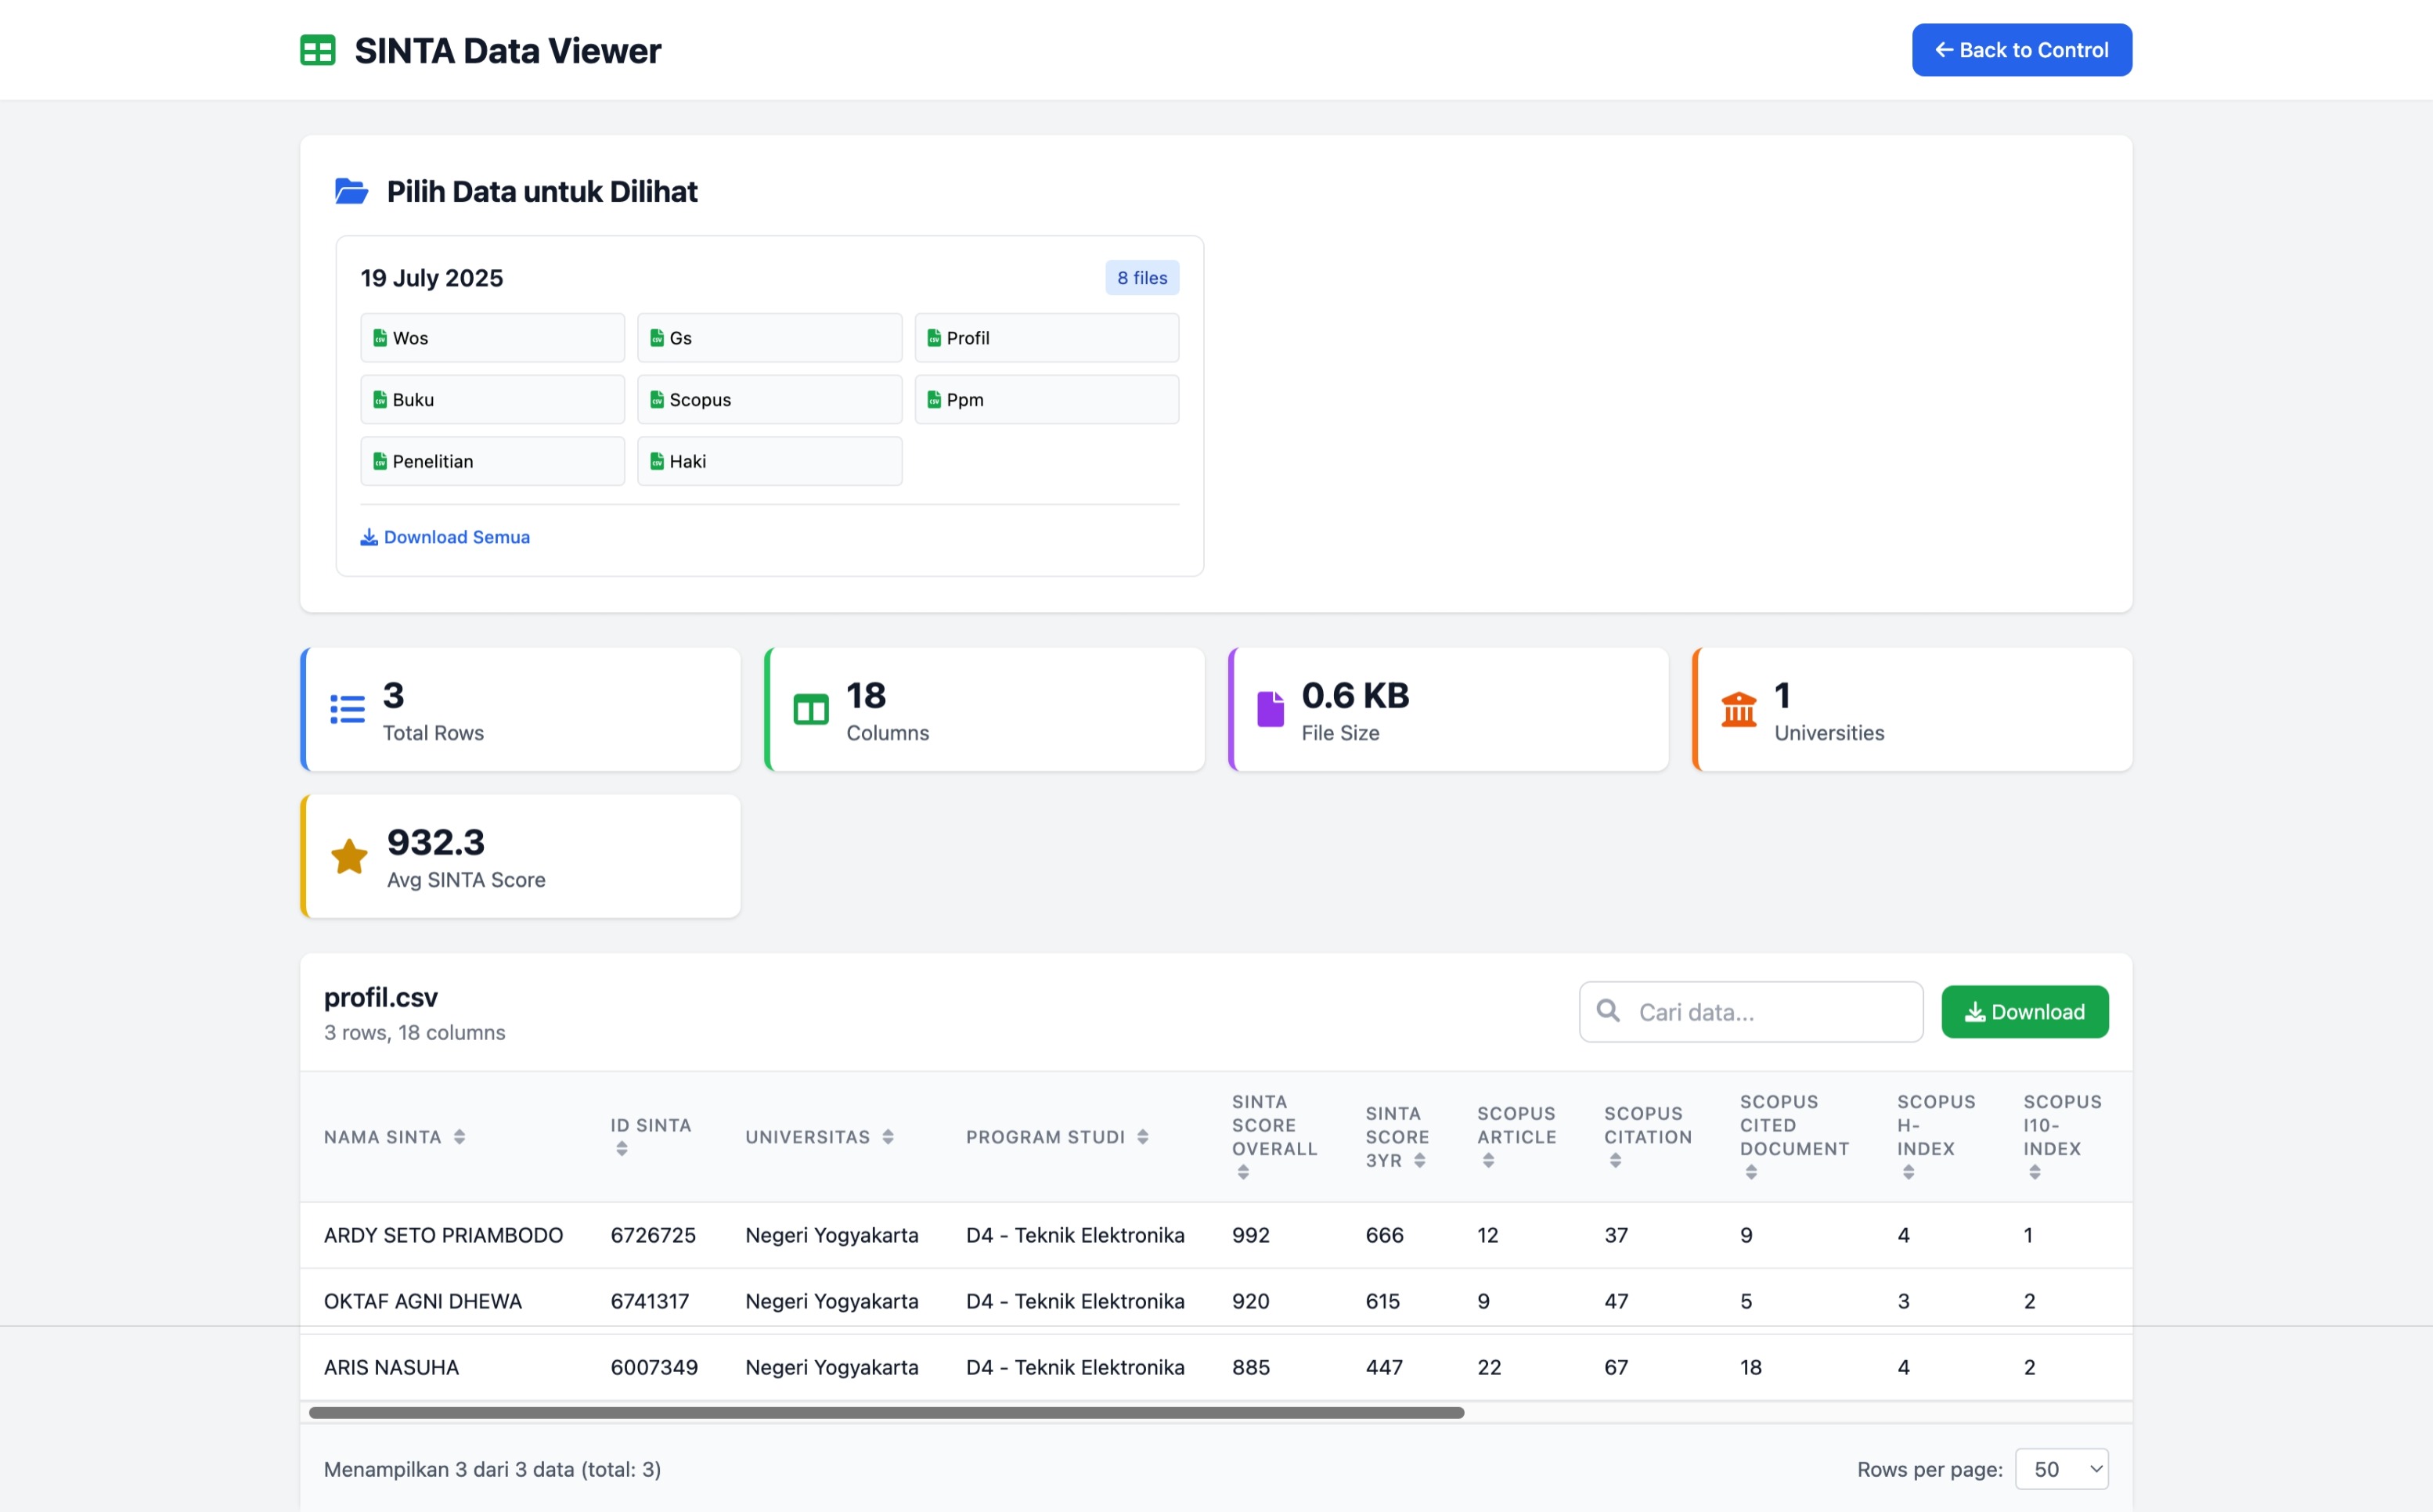 SINTA Data Viewer
Back to Control
Pilih Data untuk Dilihat
19 July 2025
8 files
Wos
Gs
Profil
Buku
Scopus
Ppm
Penelitian
Haki
Download Semua
3
Total Rows
18
Columns
0.6 KB
File Size
1
Universities
932.3
Avg SINTA Score
profil.csv
3 rows, 18 columns
Cari data...
Download
NAMA SINTA
ID SINTA
UNIVERSITAS
PROGRAM STUDI
SINTA
SCORE
OVERALL
SINTA
SCORE
3YR
SCOPUS
ARTICLE
SCOPUS
CITATION
SCOPUS
CITED
DOCUMENT
SCOPUS
H-
INDEX
SCOPUS
I10-
INDEX
ARDY SETO PRIAMBODO 6726725 Negeri Yogyakarta D4 - Teknik Elektronika 992 666 12 37 9 4 1
OKTAF AGNI DHEWA 6741317 Negeri Yogyakarta D4 - Teknik Elektronika 920 615 9 47 5 3 2
ARIS NASUHA 6007349 Negeri Yogyakarta D4 - Teknik Elektronika 885 447 22 67 18 4 2
Menampilkan 3 dari 3 data (total: 3)
Rows per page: 50